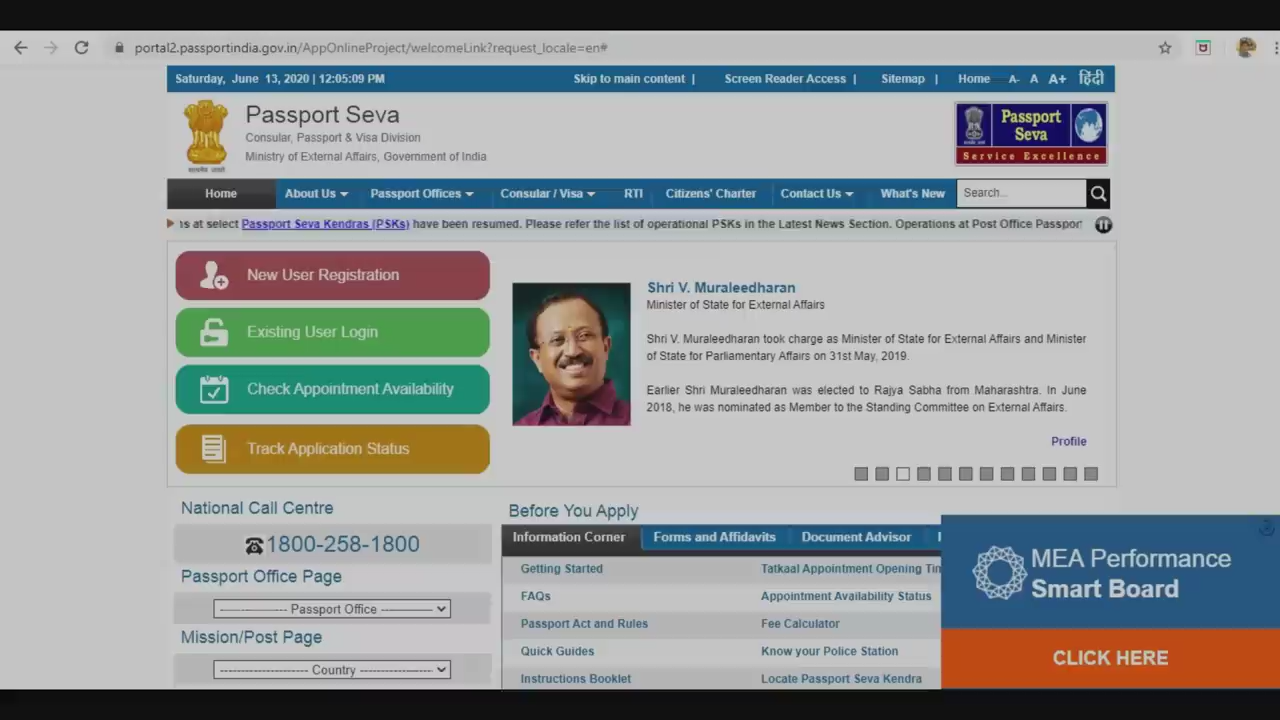 portal2.passportindia.gov.in/AppOnlineProject/welcomeLink?request_locale=en#
Saturday, June 13, 2020 | 12:05:09 PM
Skip to main content |
Screen Reader Access |
Sitemap |
Home
A-
A
A+
हिंदी
Passport Seva
Consular, Passport & Visa Division
Ministry of External Affairs, Government of India
Passport
Seva
Service Excellence
Home
About Us
Passport Offices
Consular / Visa
RTI
Citizens' Charter
Contact Us
What's New
Search...
at select Passport Seva Kendras (PSKs) have been resumed. Please refer the list of operational PSKs in the Latest News Section. Operations at Post Office Passpor
New User Registration
Existing User Login
Check Appointment Availability
Track Application Status
Shri V. Muraleedharan
Minister of State for External Affairs
Shri V. Muraleedharan took charge as Minister of State for External Affairs and Minister
of State for Parliamentary Affairs on 31st May, 2019.
Earlier Shri Muraleedharan was elected to Rajya Sabha from Maharashtra. In June
2018, he was nominated as Member to the Standing Committee on External Affairs.
Profile
National Call Centre
1800-258-1800
Passport Office Page
Passport Office
Mission/Post Page
Country
Before You Apply
Information Corner
Forms and Affidavits
Document Advisor
Getting Started
Tatkaal Appointment Opening Tim
FAQs
Appointment Availability Status
Passport Act and Rules
Fee Calculator
Quick Guides
Know your Police Station
Instructions Booklet
Locate Passport Seva Kendra
MEA Performance
Smart Board
CLICK HERE